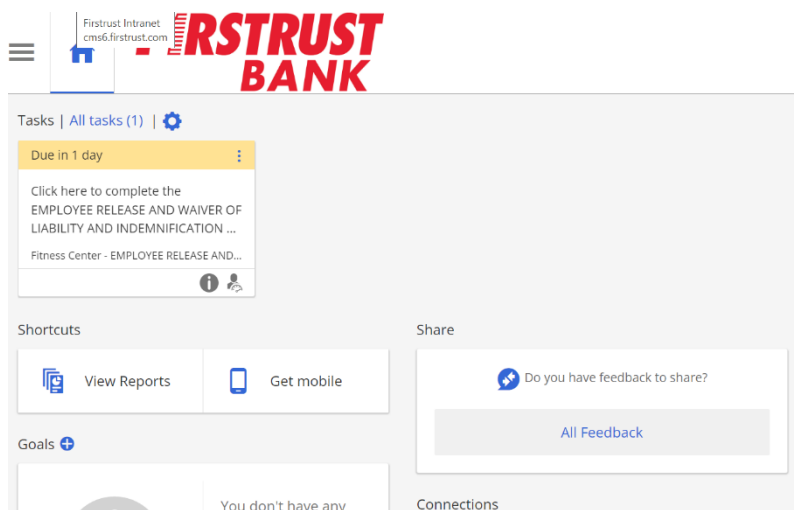 Firstrust Intranet
cms6.firstrust.com
RSTRUST
BANK
Tasks | All tasks (1) |
Due in 1 day
Click here to complete the
EMPLOYEE RELEASE AND WAIVER OF
LIABILITY AND INDEMNIFICATION ...
Fitness Center - EMPLOYEE RELEASE AND...
Shortcuts
View Reports
Get mobile
Goals
You don't have any
Share
Do you have feedback to share?
All Feedback
Connections